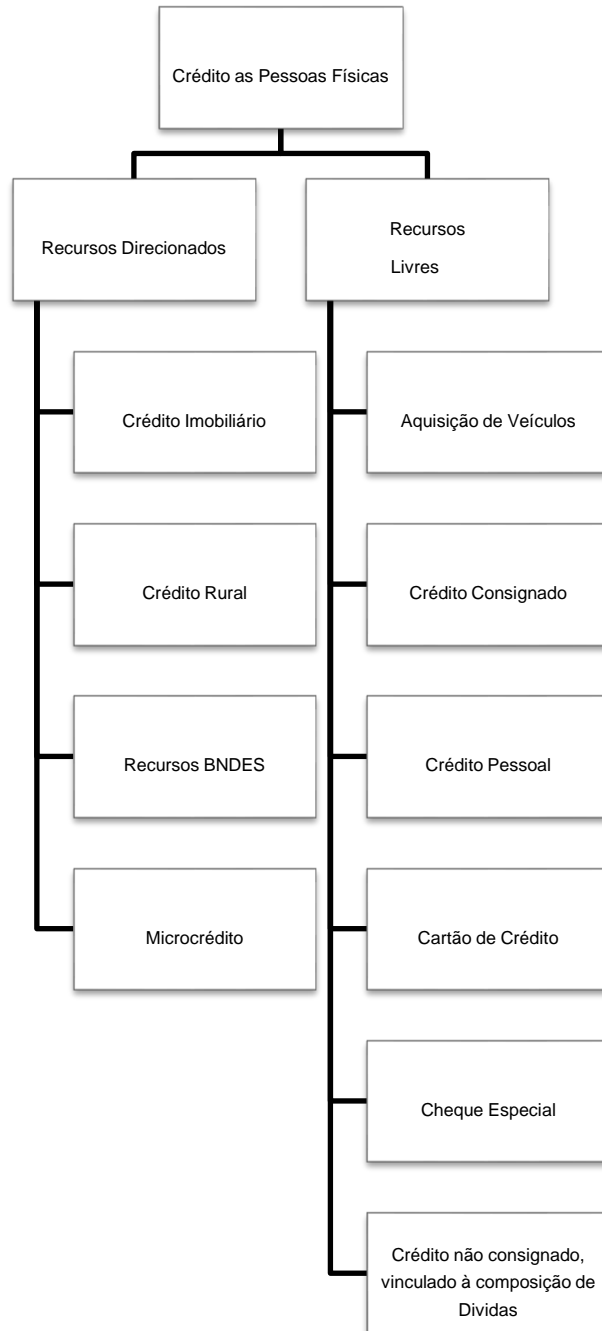 Crédito as Pessoas Físicas
Recursos Direcionados
Recursos
Livres
Crédito Imobiliário
Aquisição de Veículos
Crédito Rural
Crédito Consignado
Recursos BNDES
Crédito Pessoal
Microcrédito
Cartão de Crédito
Cheque Especial
Crédito não consignado,
vinculado à composição de
Dividas